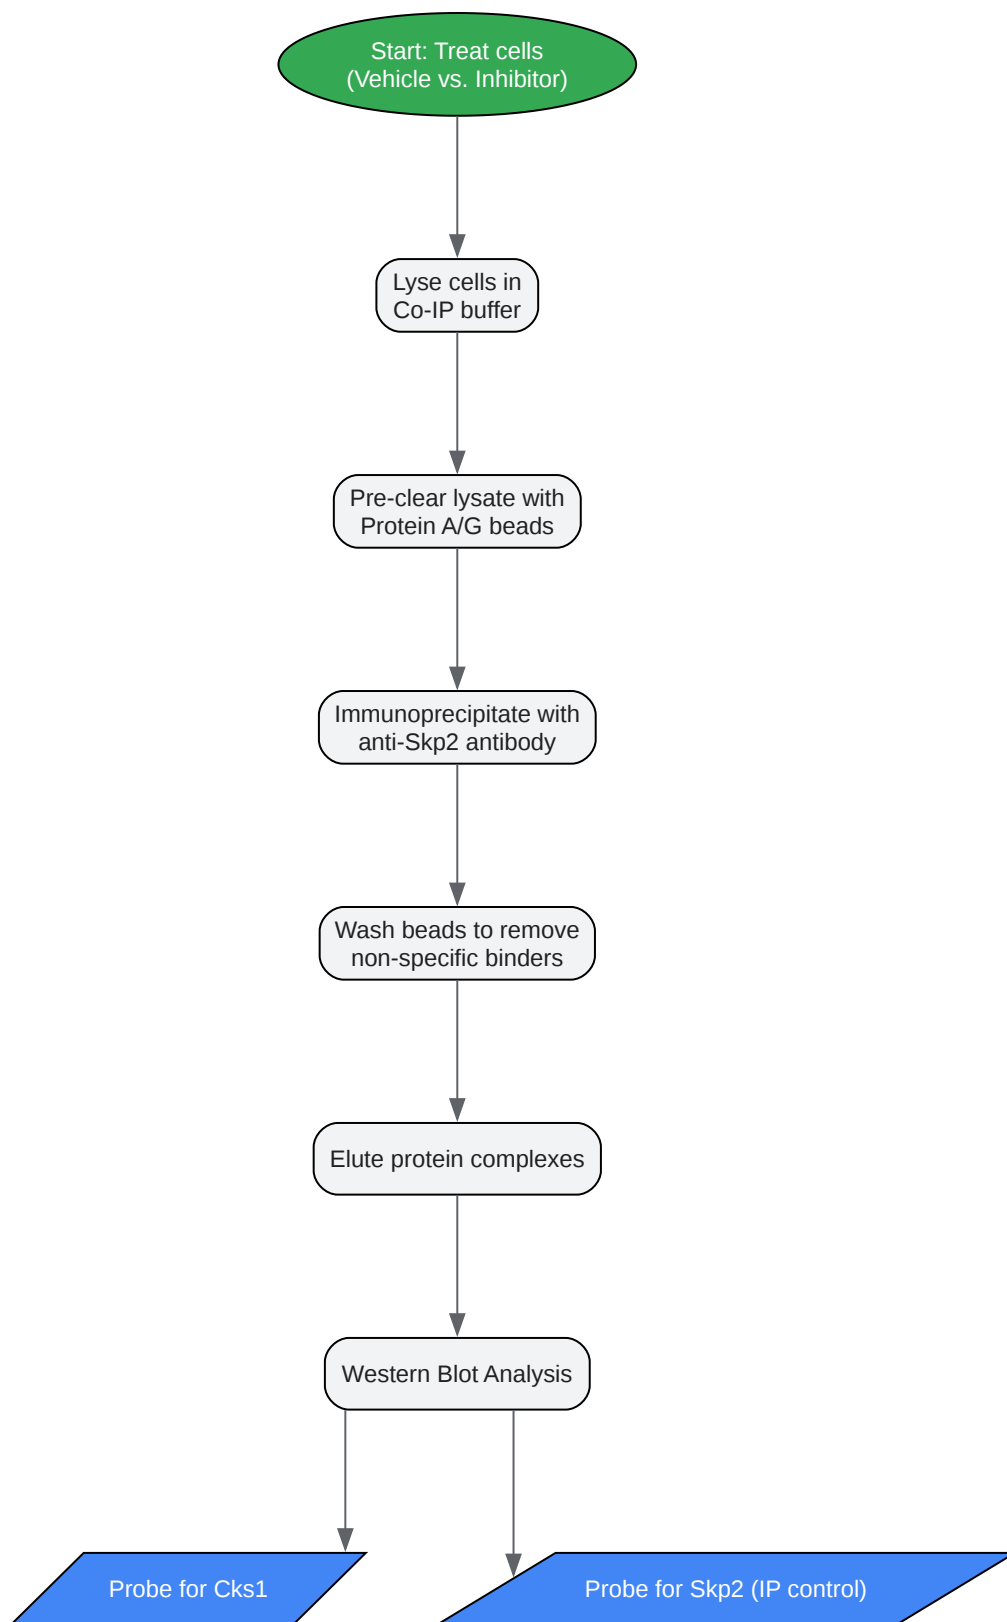 Start: Treat cells
(Vehicle vs. Inhibitor)
Lyse cells in
Co-IP buffer
Pre-clear lysate with
Protein A/G beads
Immunoprecipitate with
anti-Skp2 antibody
Wash beads to remove
non-specific binders
Elute protein complexes
Western Blot Analysis
Probe for Cks1
Probe for Skp2 (IP control)